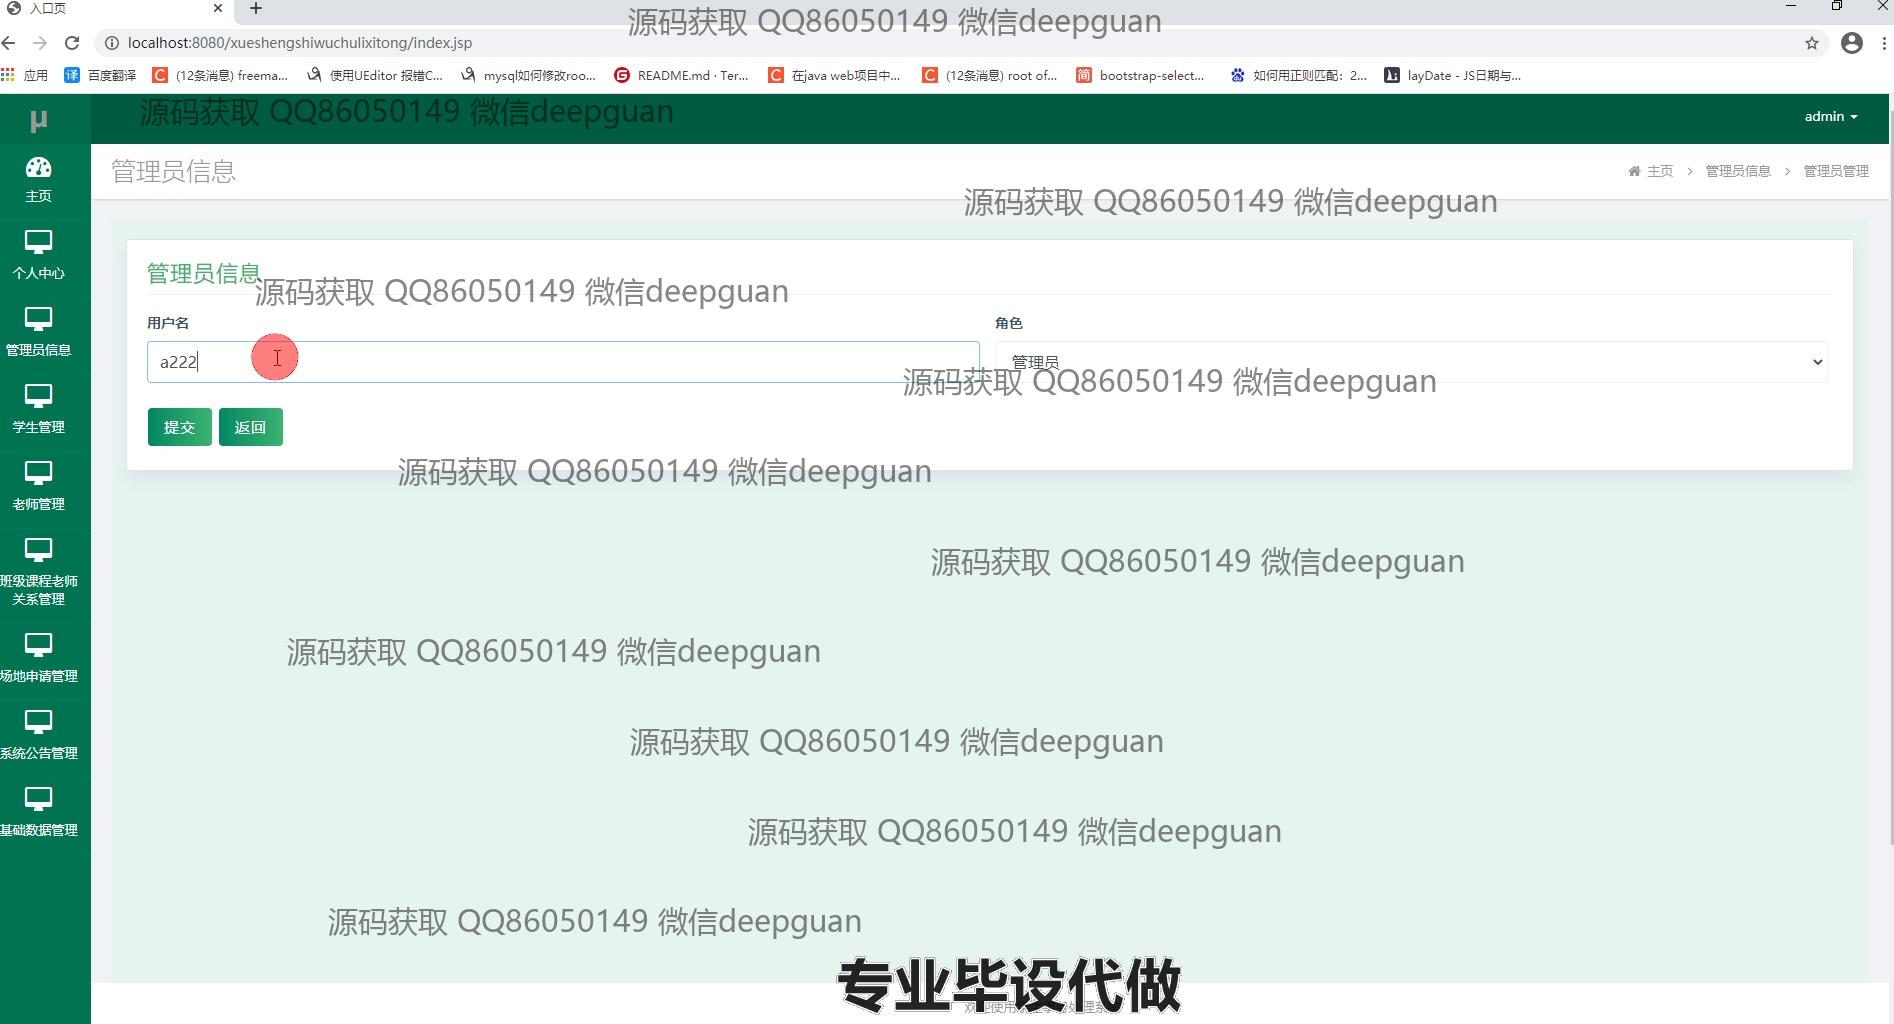 入口页
源码获取 QQ86050149 微信deepguan
localhost:8080/xueshengshiwuchulixitong/index.jsp
应用 百度翻译 (12条消息) freema... 使用UEditor 报错C... mysql如何修改roo... README.md · Ter... 在java web项目中... (12条消息) root of... bootstrap-select... 如何用正则匹配：2... layDate - JS日期与...
μ
源码获取 QQ86050149 微信deepguan
admin
管理员信息
主页 > 管理员信息 > 管理员管理
源码获取 QQ86050149 微信deepguan
主页
个人中心
管理员信息
学生管理
老师管理
班级课程老师
关系管理
场地申请管理
系统公告管理
基础数据管理
管理员信息
源码获取 QQ86050149 微信deepguan
用户名
角色
a222
管理员
源码获取 QQ86050149 微信deepguan
提交 返回
源码获取 QQ86050149 微信deepguan
源码获取 QQ86050149 微信deepguan
源码获取 QQ86050149 微信deepguan
源码获取 QQ86050149 微信deepguan
源码获取 QQ86050149 微信deepguan
源码获取 QQ86050149 微信deepguan
专业毕设代做